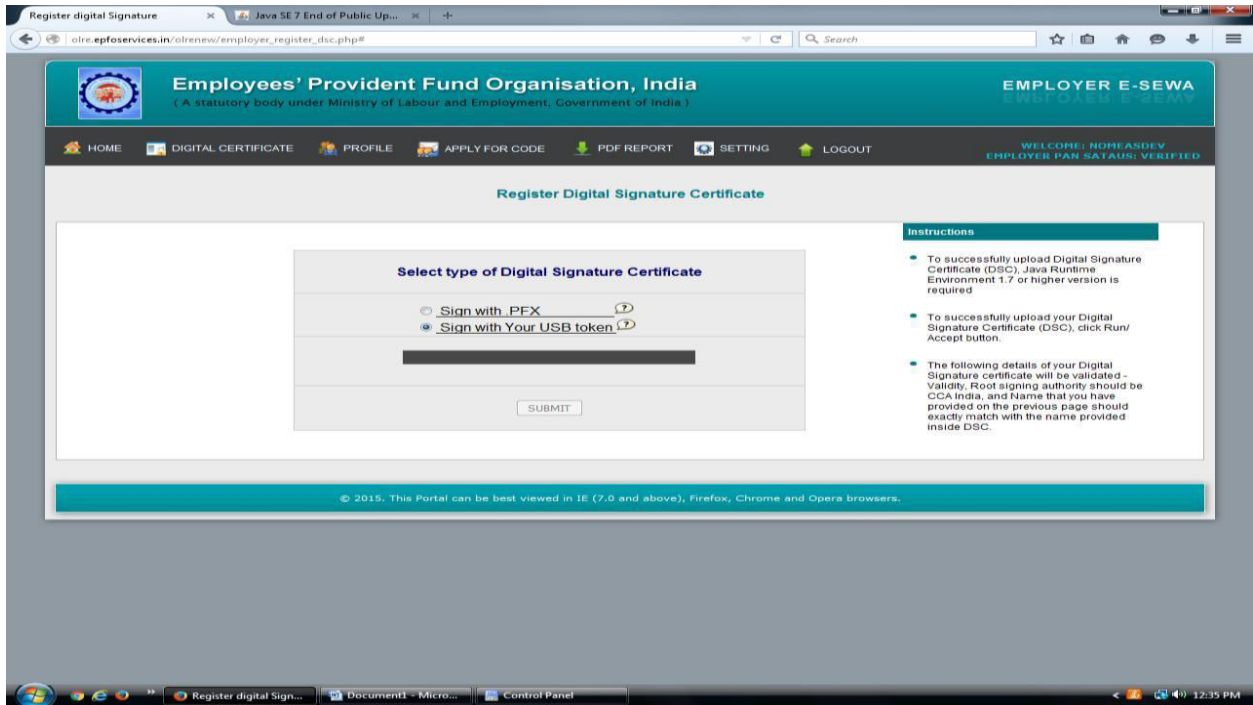 Register digital Signature
Java SE 7 End of Public Up...
olre.epfoservices.in/olrenew/employer_register_dsc.php#
Search
Employees' Provident Fund Organisation, India
( A statutory body under Ministry of Labour and Employment, Government of India )
EMPLOYER E-SEWA
HOME
DIGITAL CERTIFICATE
PROFILE
APPLY FOR CODE
PDF REPORT
SETTING
LOGOUT
WELCOME: NOMEASDEV
EMPLOYER PAN SATAUS: VERIFIED
Register Digital Signature Certificate
Select type of Digital Signature Certificate
Sign with .PFX
Sign with Your USB token
SUBMIT
Instructions
To successfully upload Digital Signature
Certificate (DSC), Java Runtime
Environment 1.7 or higher version is
required
To successfully upload your Digital
Signature Certificate (DSC), click Run/
Accept button.
The following details of your Digital
Signature certificate will be validated -
Validity, Root signing authority should be
CCA India, and Name that you have
provided on the previous page should
exactly match with the name provided
inside DSC.
© 2015. This Portal can be best viewed in IE (7.0 and above), Firefox, Chrome and Opera browsers.
Register digital Sign...
Document1 - Micro...
Control Panel
12:35 PM